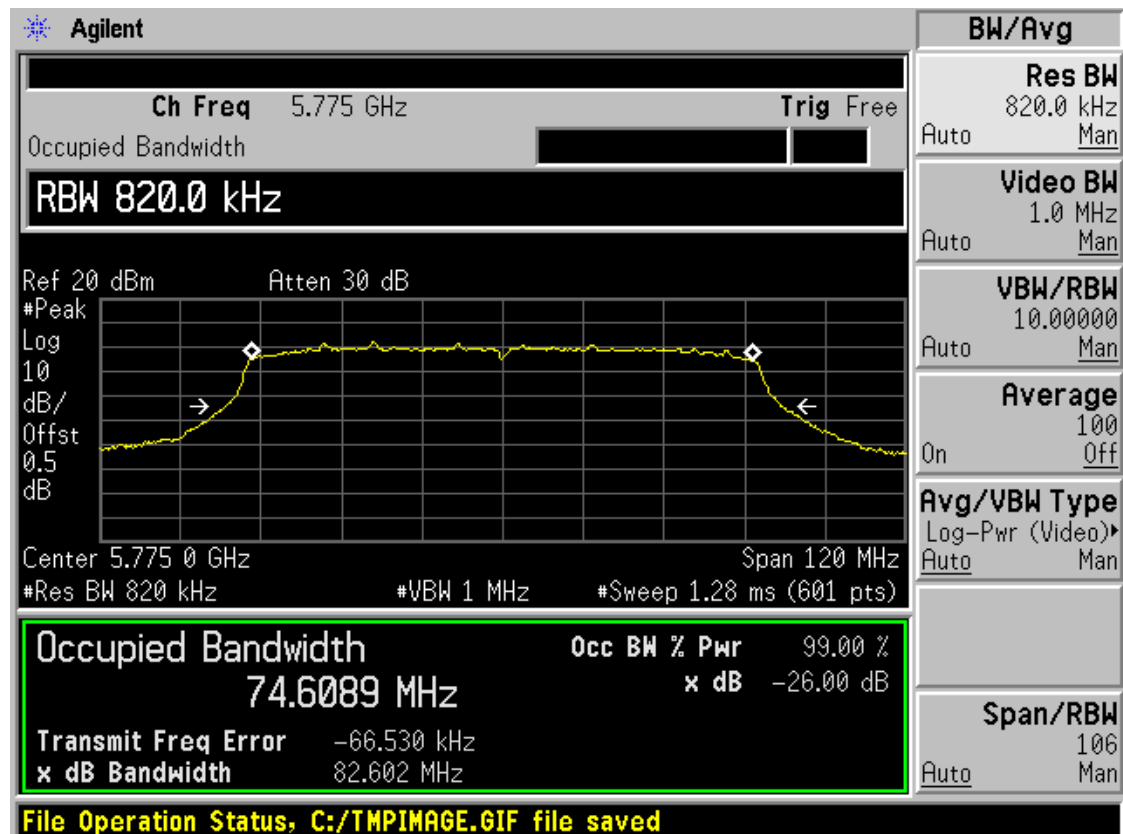 Agilent
Ch Freq 5.775 GHz Trig Free
Occupied Bandwidth
RBW 820.0 kHz
Ref 20 dBm Atten 30 dB
#Peak
Log
10
dB/
Offst
0.5
dB
Center 5.775 0 GHz Span 120 MHz
#Res BW 820 kHz #VBW 1 MHz #Sweep 1.28 ms (601 pts)
Occupied Bandwidth Occ BW % Pwr 99.00 %
74.6089 MHz x dB -26.00 dB
Transmit Freq Error -66.530 kHz
x dB Bandwidth 82.602 MHz
File Operation Status, C:/TMPIMAGE.GIF file saved
BW/Avg
Res BW
820.0 kHz
Auto Man
Video BW
1.0 MHz
Auto Man
VBW/RBW
10.00000
Auto Man
Average
100
On Off
Avg/VBW Type
Log-Pwr (Video)
Auto Man
Span/RBW
106
Auto Man